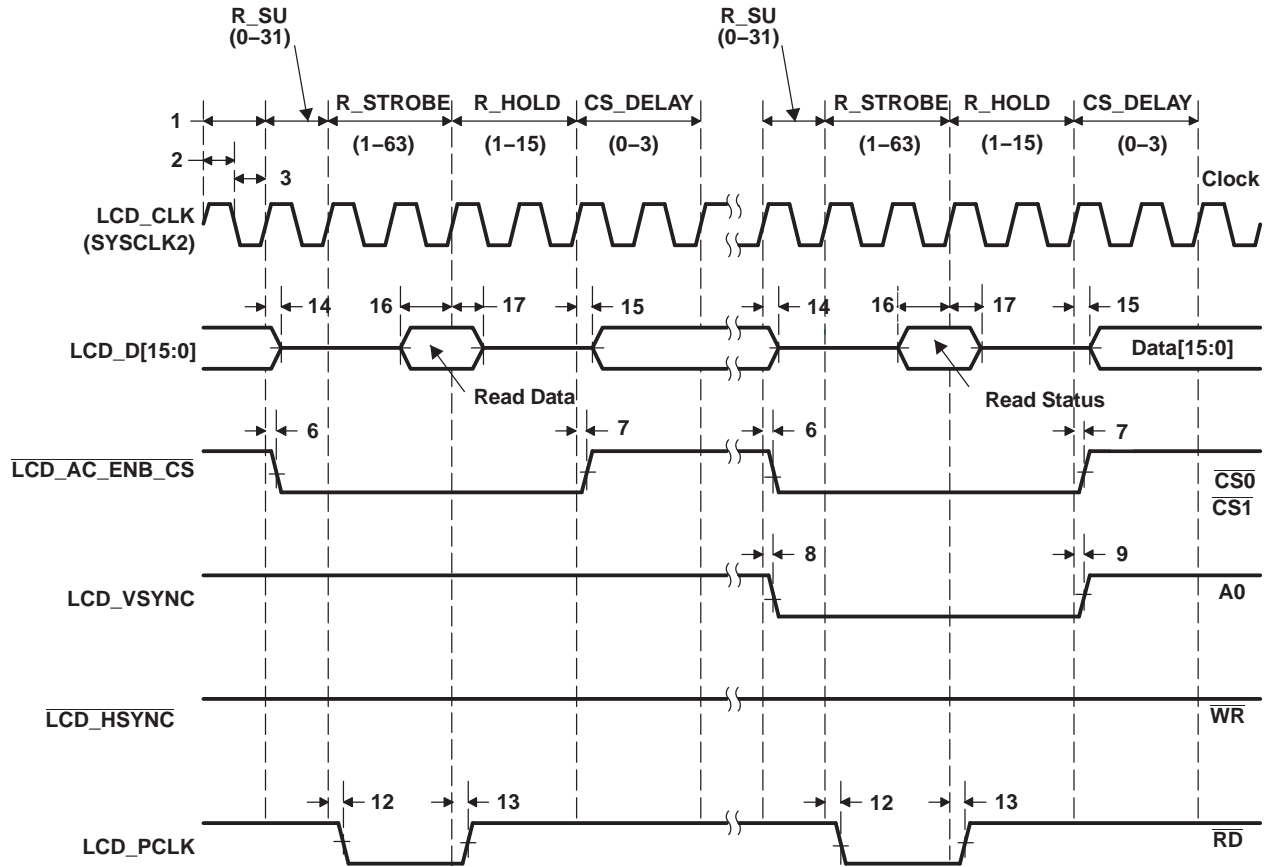 R_SU
(0–31)
R_SU
(0–31)
R_STROBE
R_HOLD
CS_DELAY
R_STROBE
R_HOLD
CS_DELAY
1
(1–63)
(1–15)
(0–3)
(1–63)
(1–15)
(0–3)
2
3
Clock
LCD_CLK
(SYSCLK2)
14
16
17
15
14
16
17
15
LCD_D[15:0]
Data[15:0]
Read Data
Read Status
6
7
6
7
LCD_AC_ENB_CS
CS0
CS1
8
9
LCD_VSYNC
A0
LCD_HSYNC
WR
12
13
12
13
LCD_PCLK
RD